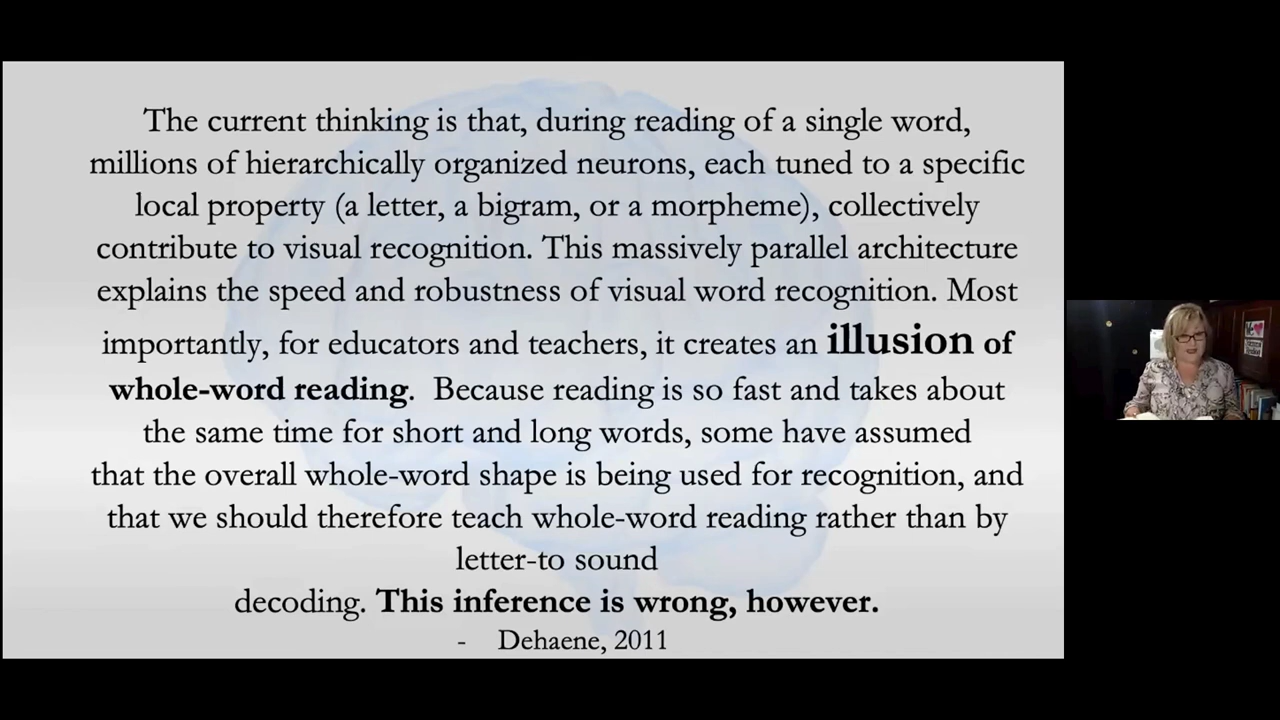 The current thinking is that, during reading of a single word,
millions of hierarchically organized neurons, each tuned to a specific
local property (a letter, a bigram, or a morpheme), collectively
contribute to visual recognition. This massively parallel architecture
explains the speed and robustness of visual word recognition. Most
importantly, for educators and teachers, it creates an illusion of
whole-word reading. Because reading is so fast and takes about
the same time for short and long words, some have assumed
that the overall whole-word shape is being used for recognition, and
that we should therefore teach whole-word reading rather than by
letter-to sound
decoding. This inference is wrong, however.
- Dehaene, 2011